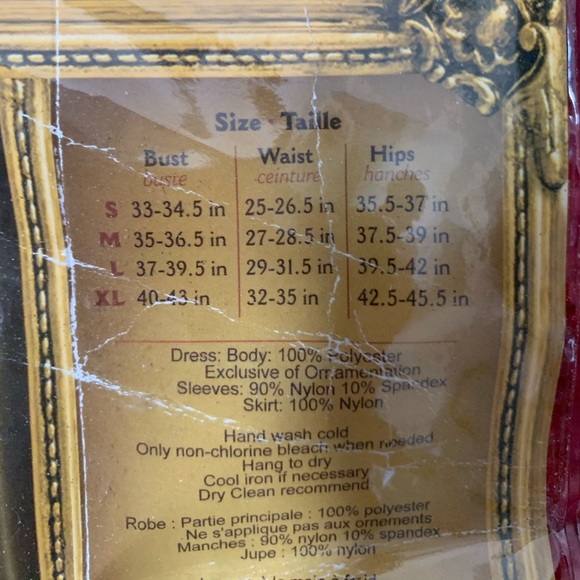 Size · Taille
Bust Waist Hips
busie ceinture hanches
S 33-34.5 in 25-26.5 in 35.5-37 in
M 35-36.5 in 27-28.5 in 37.5-39 in
L 37-39.5 in 29-31.5 in 39.5-42 in
XL 40-43 in 32-35 in 42.5-45.5 in
Dress: Body: 100% Polyester
Exclusive of Ornamentation
Sleeves: 90% Nylon 10% Spandex
Skirt: 100% Nylon
Hand wash cold
Only non-chlorine bleach when needed
Hang to dry
Cool iron if necessary
Dry Clean recommend
Robe : Partie principale : 100% polyester
Ne s'applique pas aux ornements
Manches : 90% nylon 10% spandex
Jupe : 100% nylon